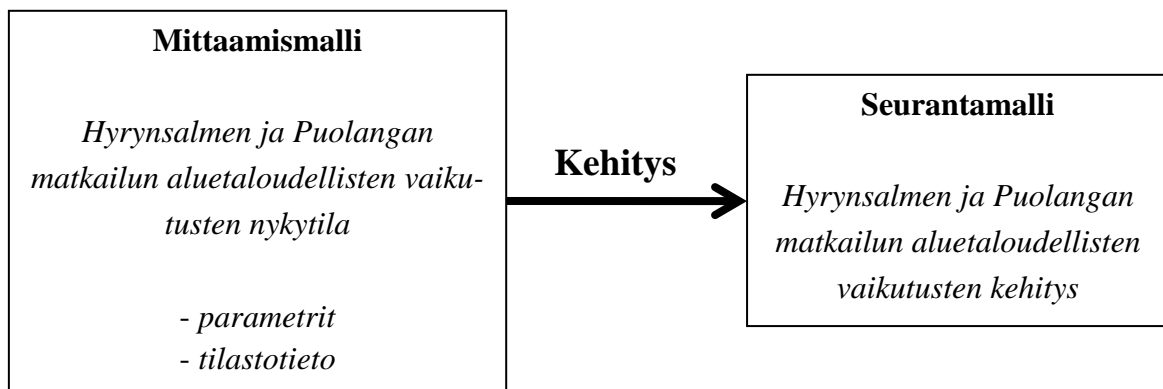 Mittaamismalli
Hyrynsalmen ja Puolangan
matkailun aluetaloudellisten vaiku-
tusten nykytila
- parametrit
- tilastotieto
Kehitys
Seurantamalli
Hyrynsalmen ja Puolangan
matkailun aluetaloudellisten
vaikutusten kehitys